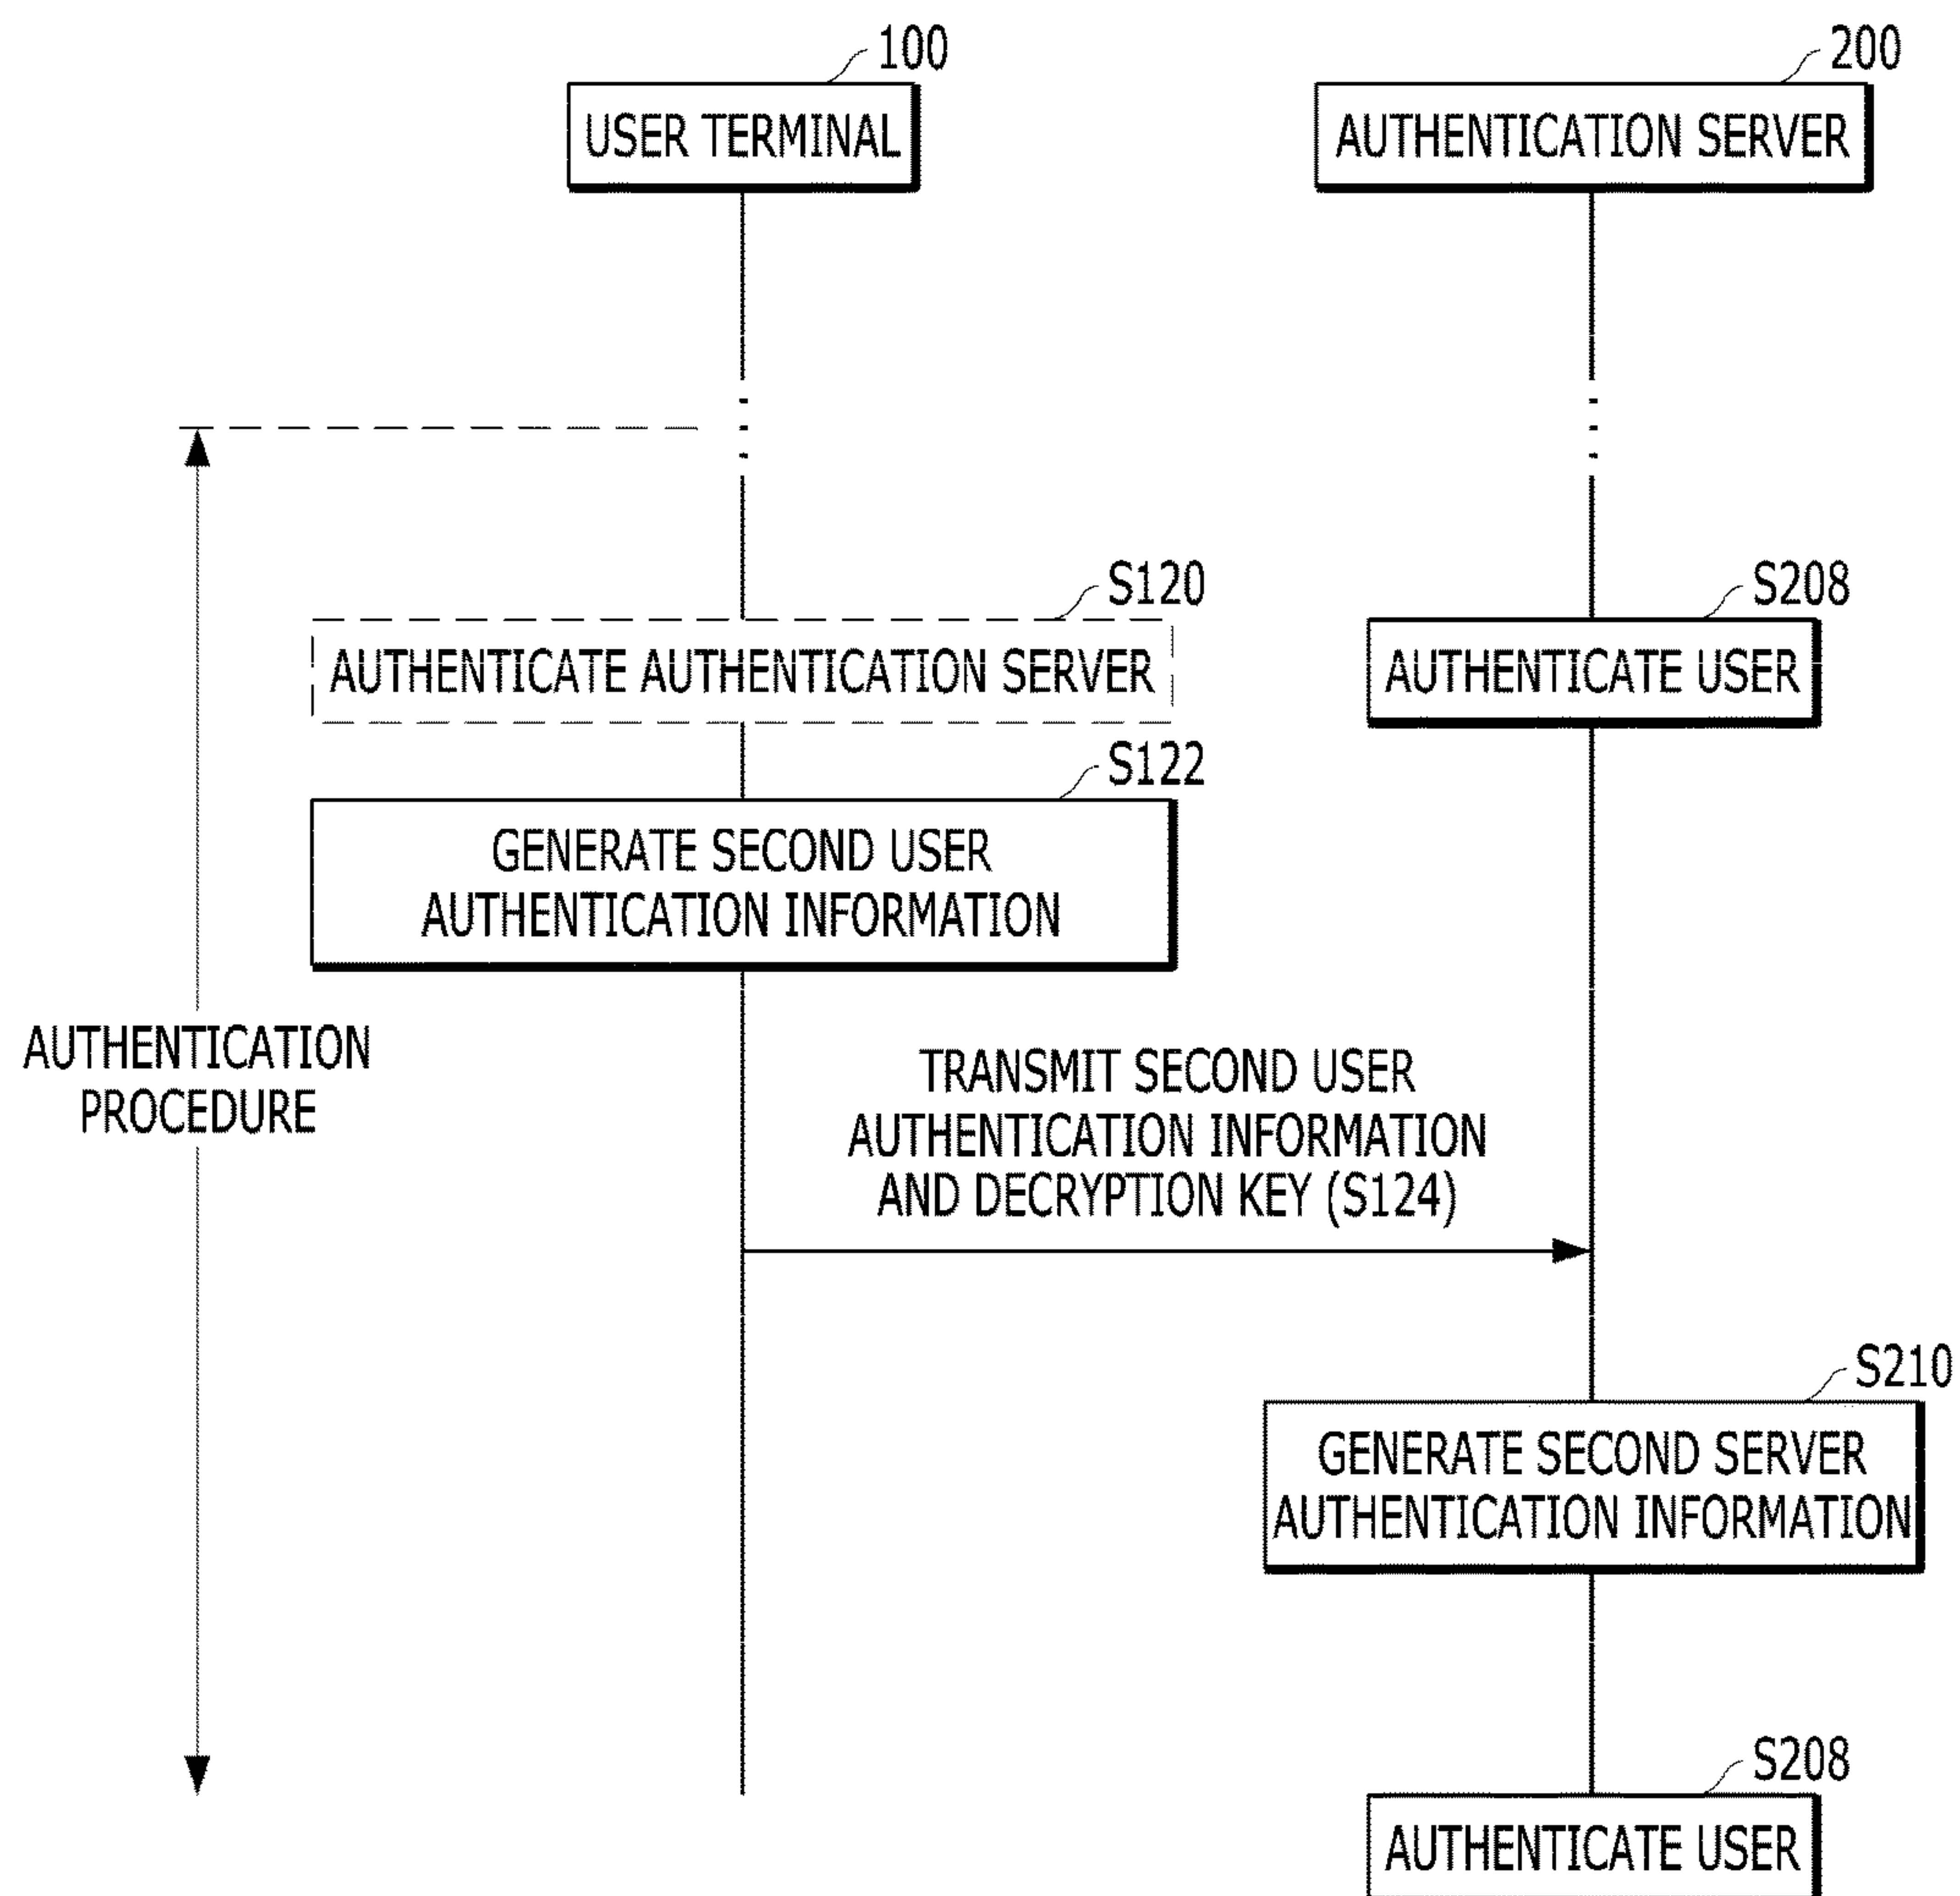 100
200
USER TERMINAL
AUTHENTICATION SERVER
S120
S208
AUTHENTICATE AUTHENTICATION SERVER
AUTHENTICATE USER
S122
GENERATE SECOND USER
AUTHENTICATION INFORMATION
AUTHENTICATION
PROCEDURE
TRANSMIT SECOND USER
AUTHENTICATION INFORMATION
AND DECRYPTION KEY (S124)
S210
GENERATE SECOND SERVER
AUTHENTICATION INFORMATION
S208
AUTHENTICATE USER